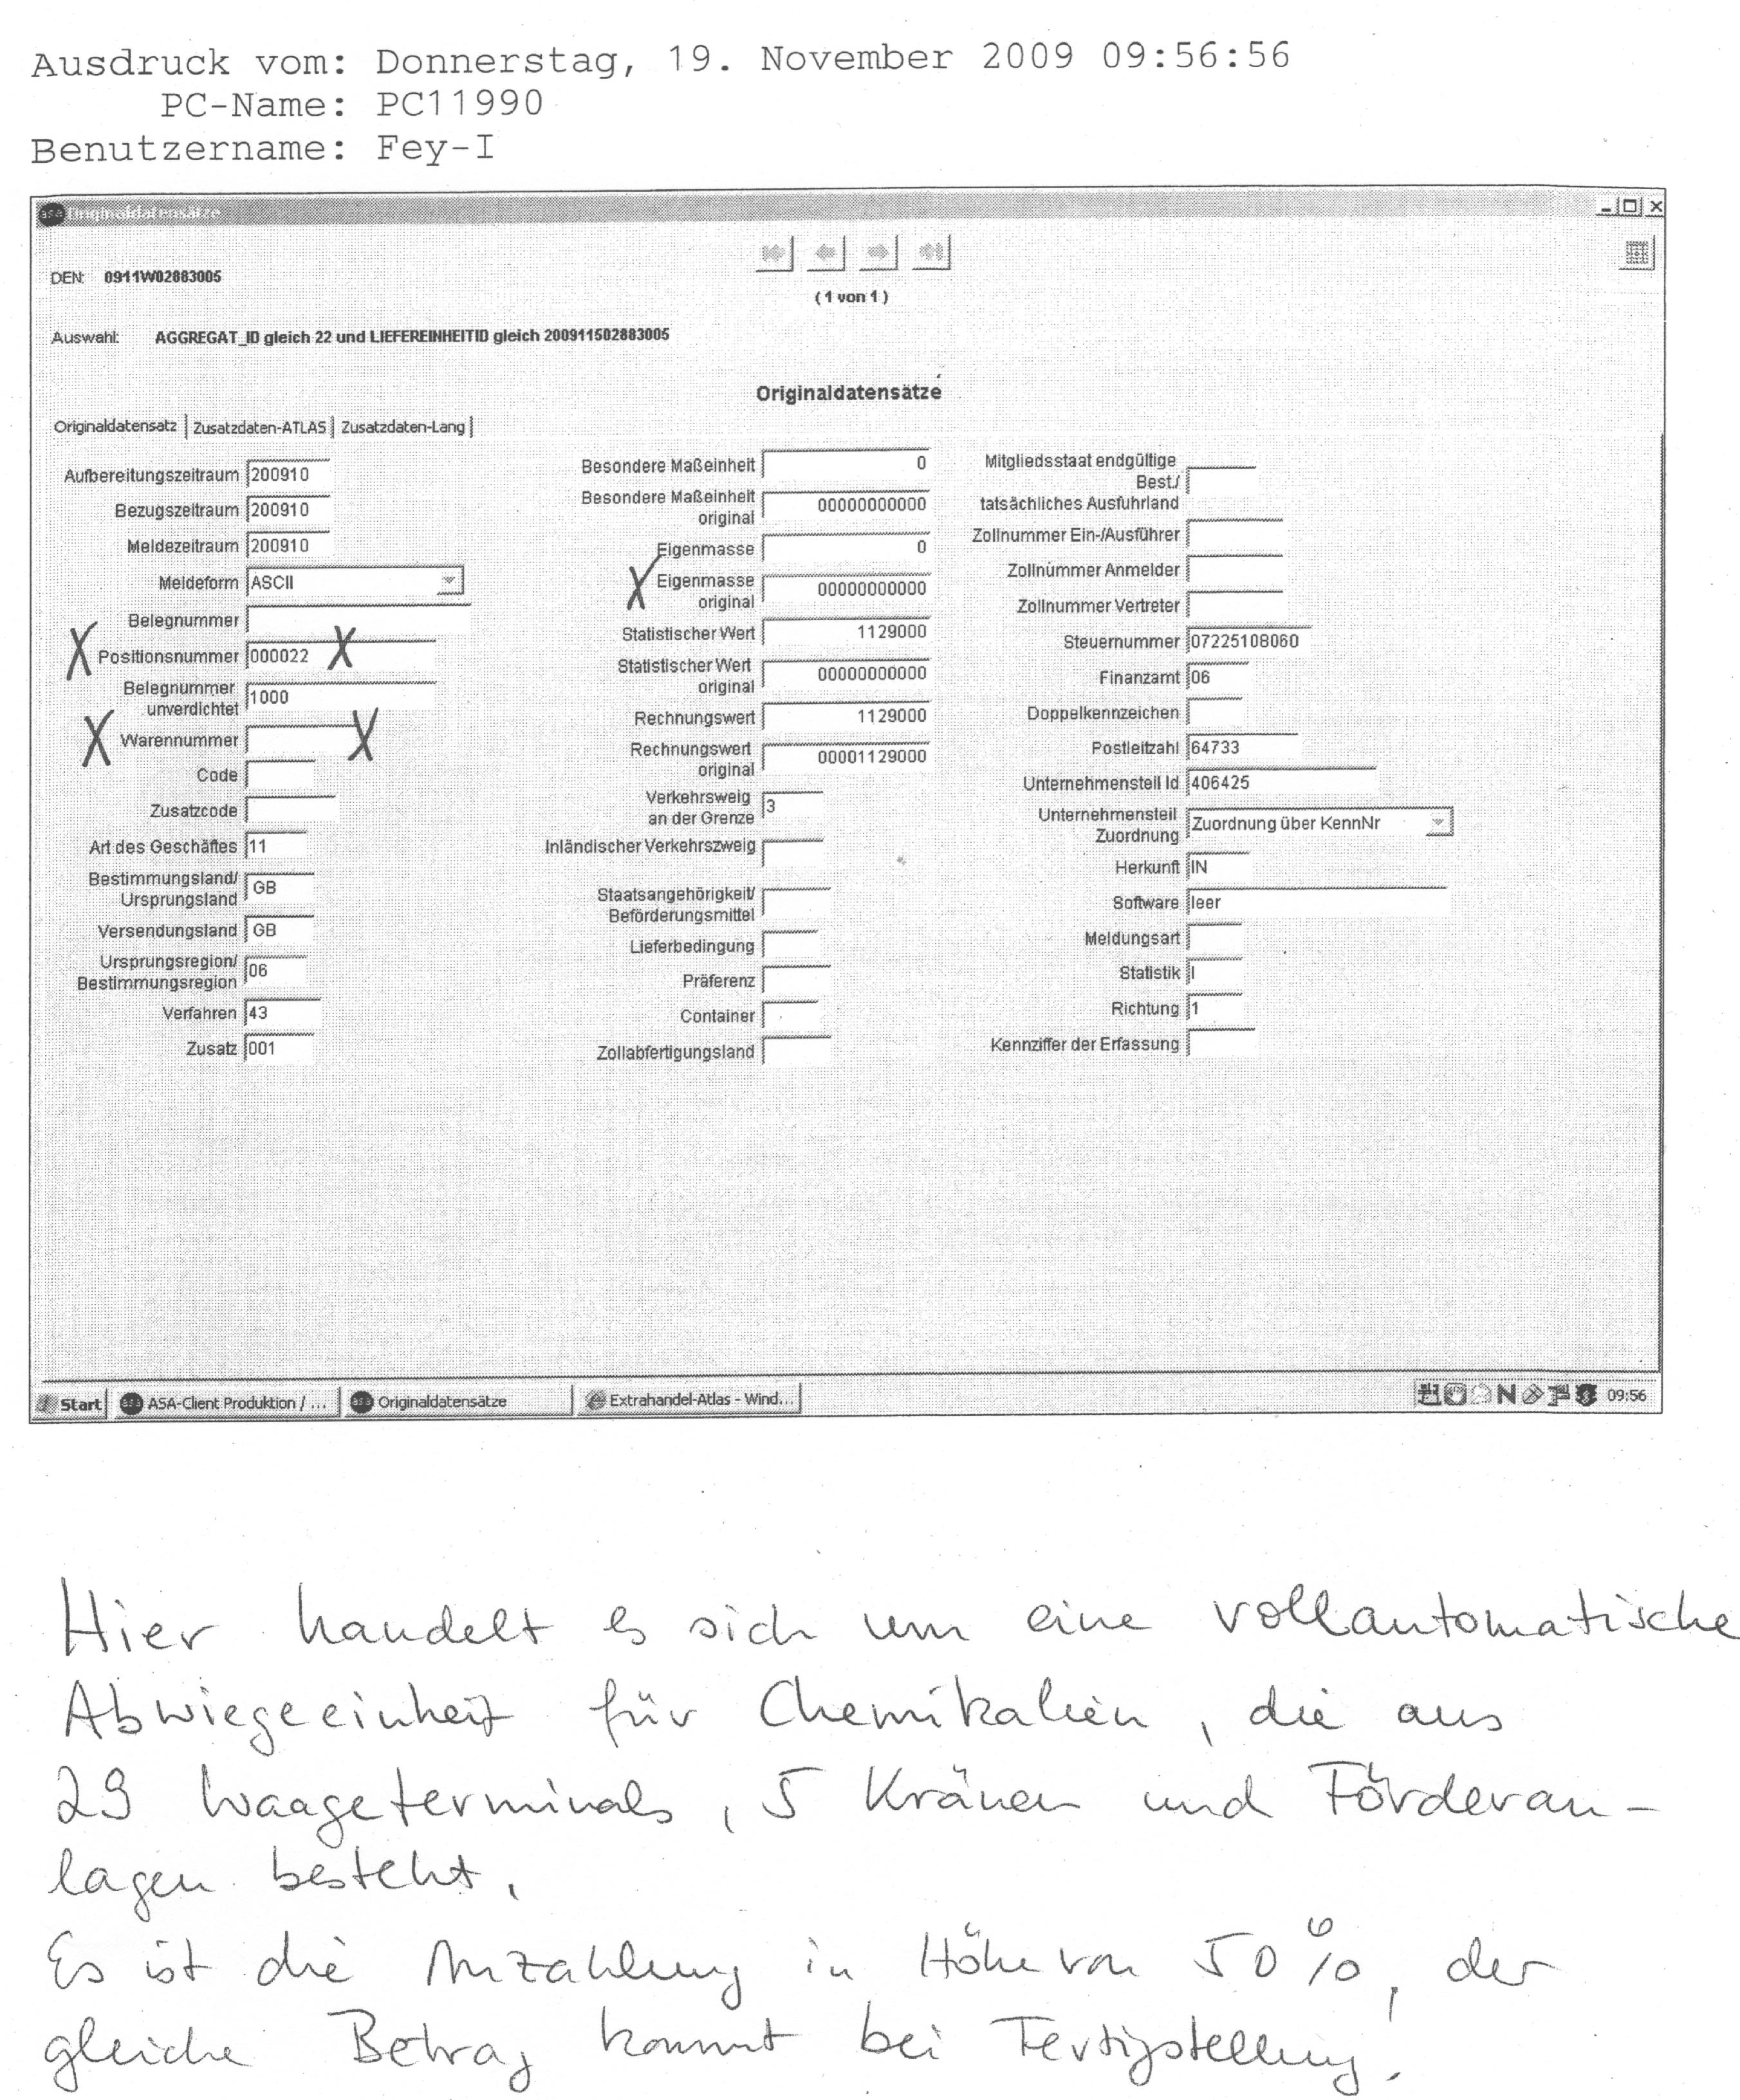 Ausdruck vom: Donnerstag, 19. November 2009 09:56:56
PC-Name: PC11990
Benutzername: Fey-I
asa Originaldatensätze
DEN: 0911W02883005
( 1 von 1 )
Auswahl: AGGREGAT_ID gleich 22 und LIEFEREINHEITID gleich 200911502883005
Originaldatensätze
Originaldatensatz Zusatzdaten-ATLAS Zusatzdaten-Lang
Aufbereitungszeitraum 200910
Bezugszeitraum 200910
Meldezeitraum 200910
Meldeform ASCII
Belegnummer
X Positionsnummer 000022 X
Belegnummer
unverdichtet 1000
X Warennummer X
Code
Zusatzcode
Art des Geschäftes 11
Bestimmungsland/
Ursprungsland GB
Versendungsland GB
Ursprungsregion/
Bestimmungsregion 06
Verfahren 43
Zusatz 001
Besondere Maßeinheit 0
Besondere Maßeinheit
original 00000000000
Eigenmasse 0
X Eigenmasse
original 00000000000
Statistischer Wert 1129000
Statistischer Wert
original 00000000000
Rechnungswert 1129000
Rechnungswert
original 00001129000
Verkehrsweig
an der Grenze 3
Inländischer Verkehrszweig
Staatsangehörigkeit/
Beförderungsmittel
Lieferbedingung
Präferenz
Container
Zollabfertigungsland
Mitgliedsstaat endgültige
Best./
tatsächliches Ausfuhrland
Zollnummer Ein-/Ausführer
Zollnummer Anmelder
Zollnummer Vertreter
Steuernummer 07225108060
Finanzamt 06
Doppelkennzeichen
Postleitzahl 64733
Unternehmensteil Id 406425
Unternehmensteil
Zuordnung Zuordnung über KennNr
Herkunft IN
Software leer
Meldungsart
Statistik I
Richtung 1
Kennziffer der Erfassung
Start asa ASA-Client Produktion / ... asa Originaldatensätze Extrahandel-Atlas - Wind... N 09:56
Hier handelt es sich um eine vollautomatische
Abwiegeeinheit für Chemikalien, die aus
29 Waageterminals, 5 Kränen und Förderan-
lagen besteht.
Es ist die Anzahlung in Höhe von 50%, der
gleiche Betrag kommt bei Fertigstellung!